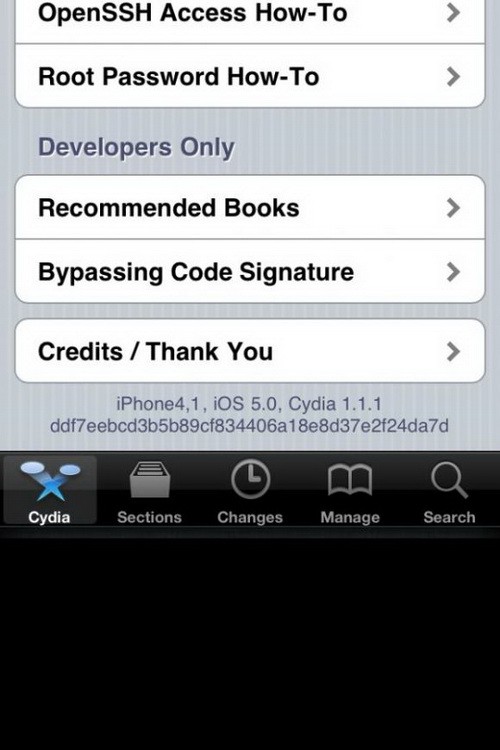 OpenSSH Access How-To
Root Password How-To
Developers Only
Recommended Books
Bypassing Code Signature
Credits / Thank You
iPhone4,1, iOS 5.0, Cydia 1.1.1
ddf7eebcd3b5b89cf834406a18e8d37e2f24da7d
Cydia Sections Changes Manage Search